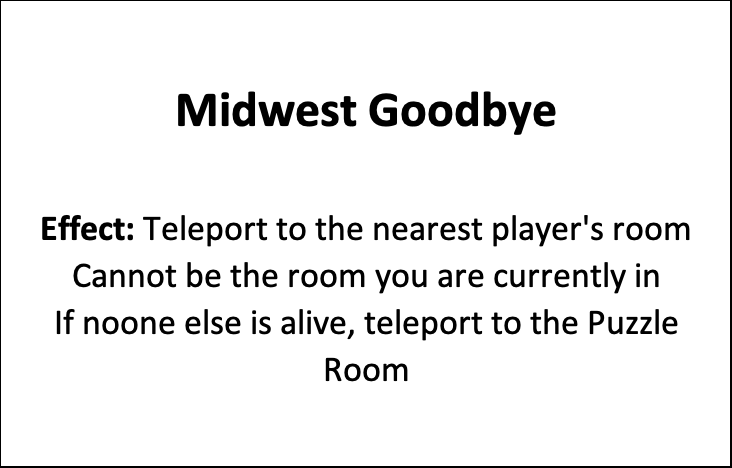 Midwest Goodbye
Effect: Teleport to the nearest player's room
Cannot be the room you are currently in
If noone else is alive, teleport to the Puzzle
Room